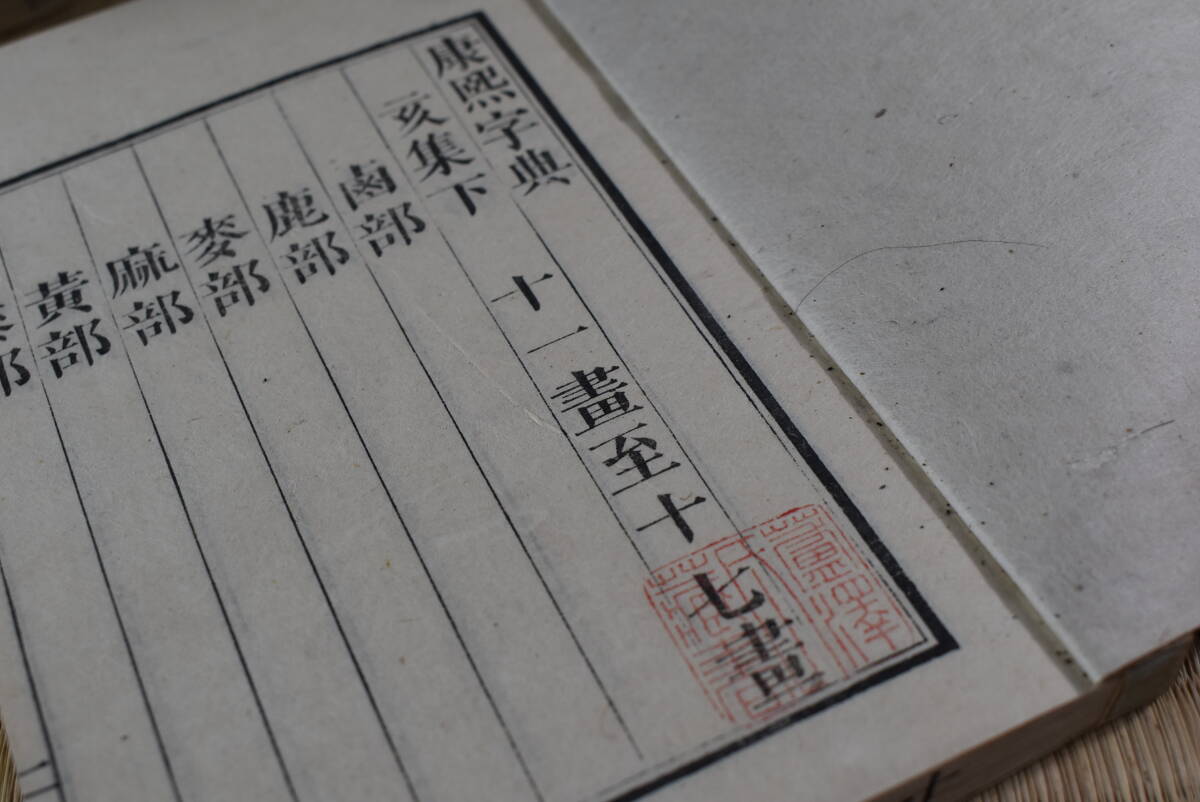 康熙字典
亥集下　十一畫至十七畫
鹵部
鹿部
麥部
麻部
黃部
部